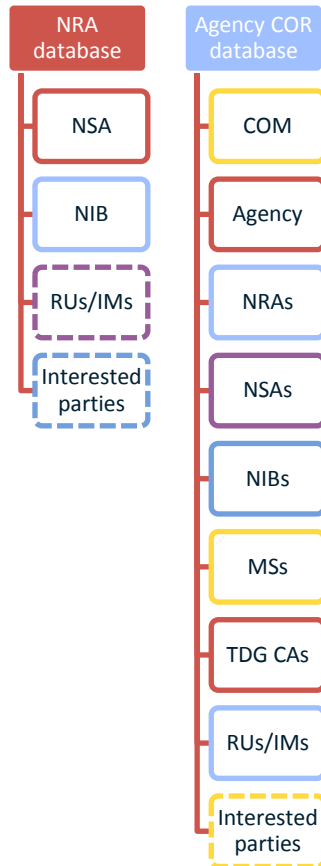 NRA
database
NSA
NIB
RUs/IMs
Interested
parties
Agency COR
database
COM
Agency
NRAs
NSAs
NIBs
MSs
TDG CAs
RUs/IMs
Interested
parties